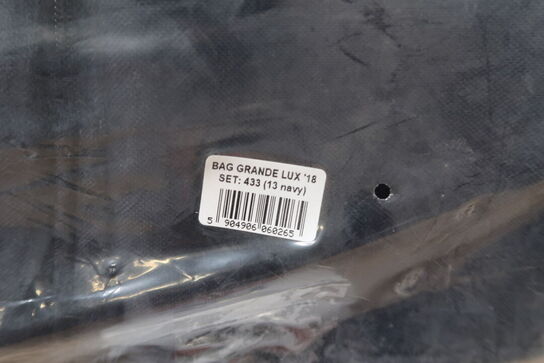 BAG GRANDE LUX '18
SET: 433 (13 navy)
5 904906 060265